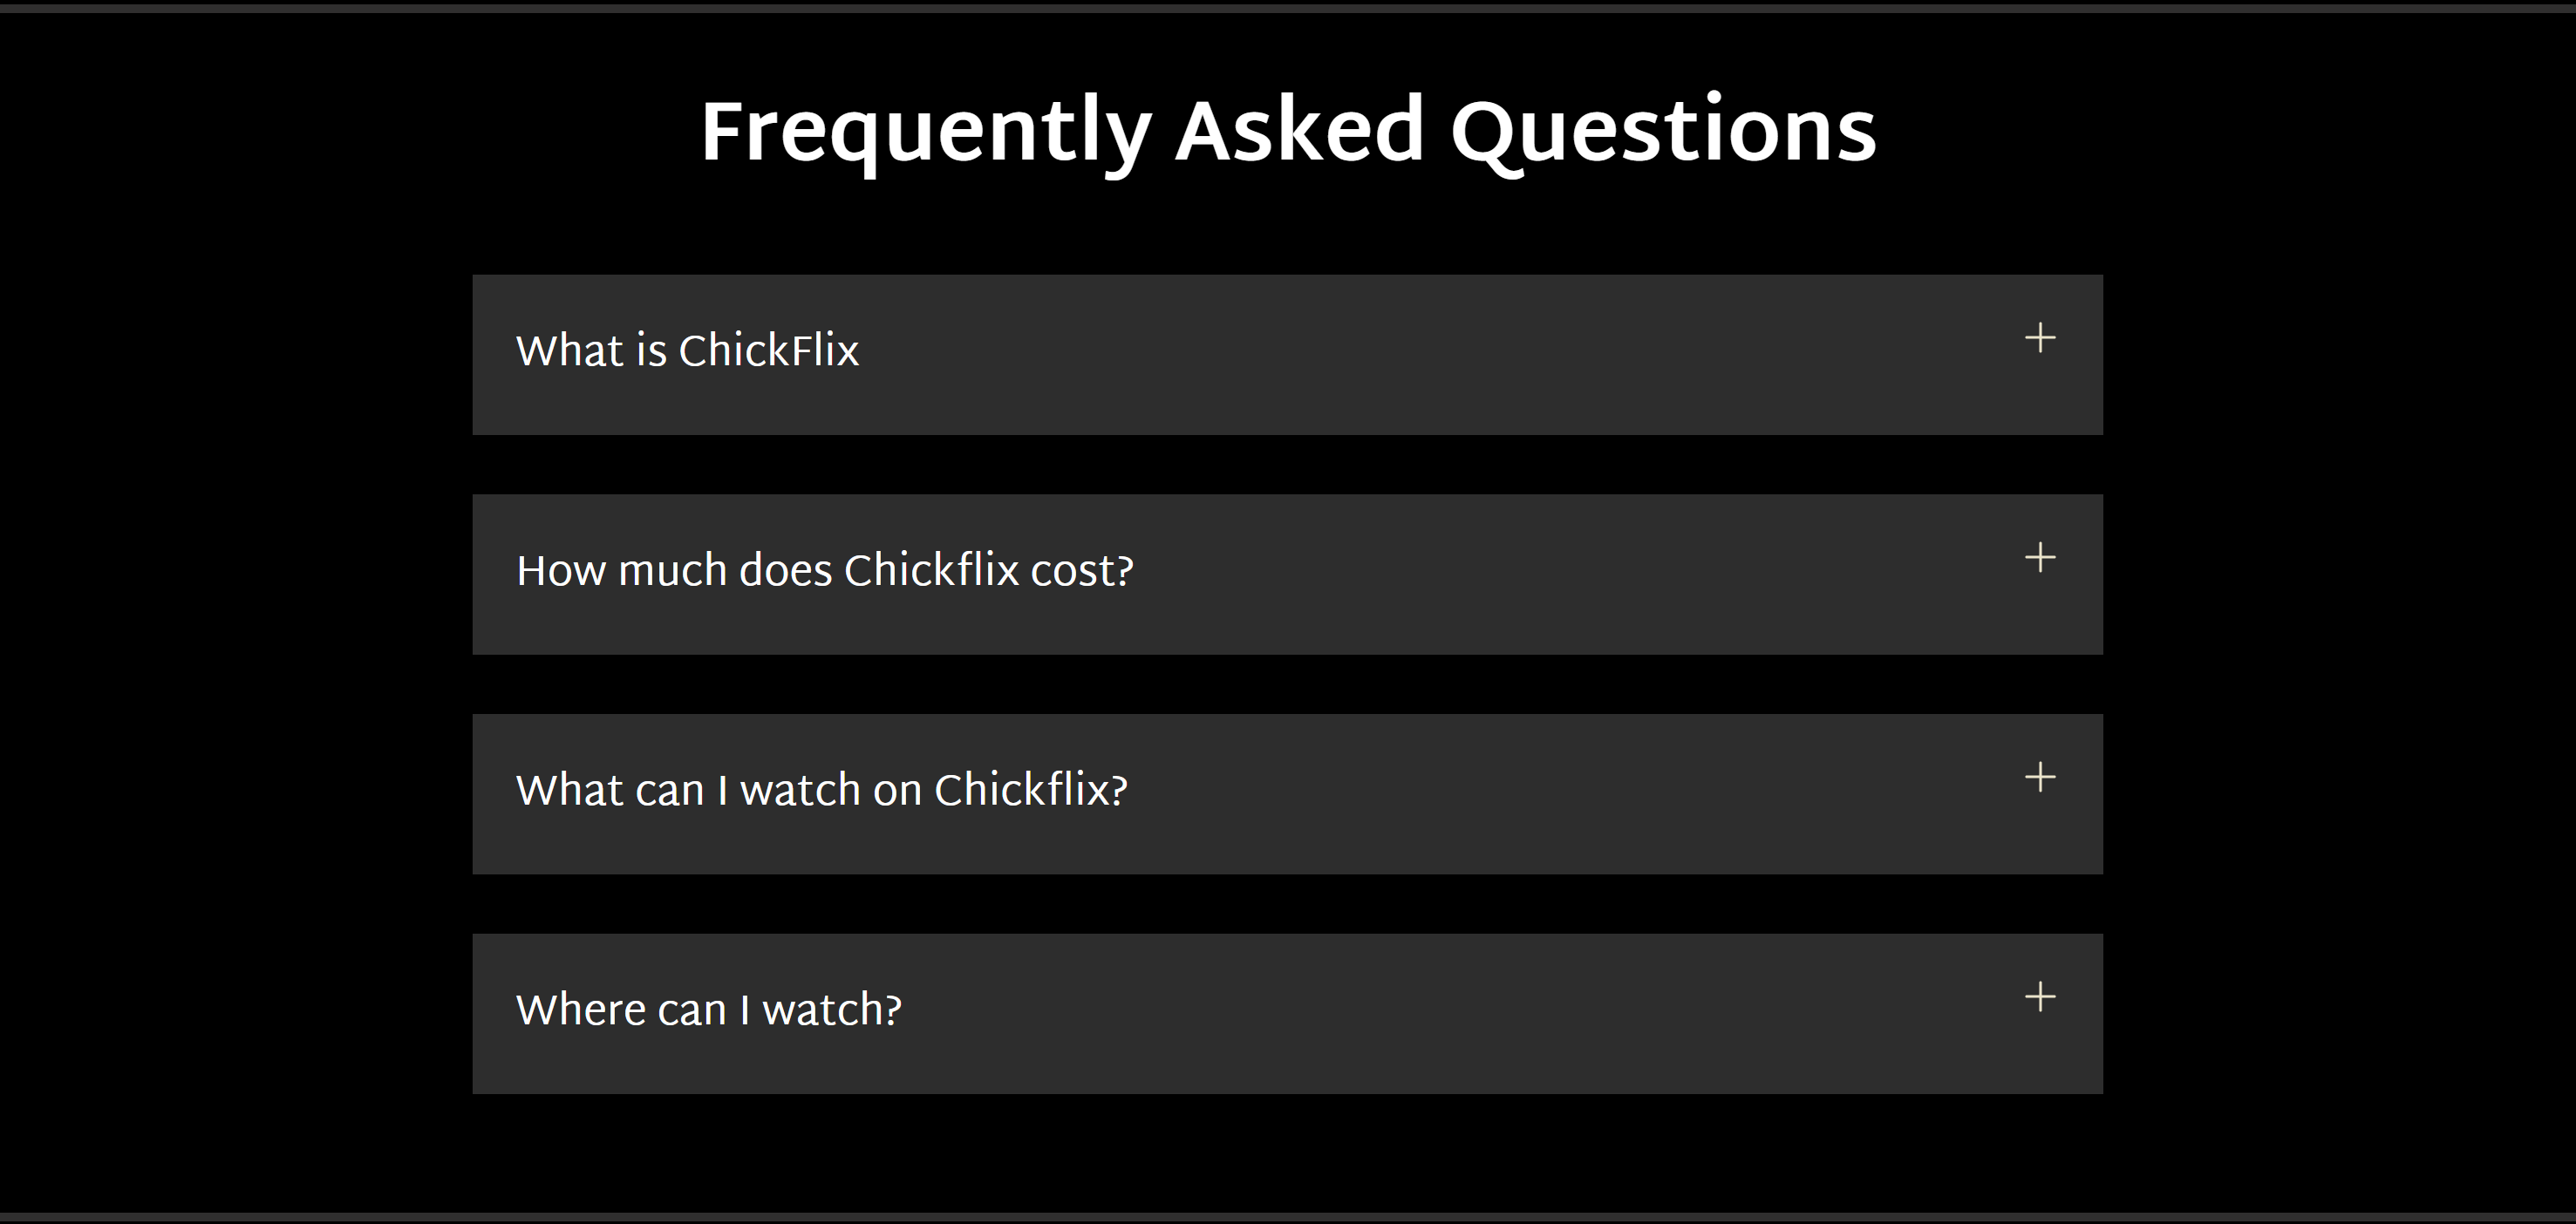 Frequently Asked Questions
What is ChickFlix
How much does Chickflix cost?
What can I watch on Chickflix?
Where can I watch?